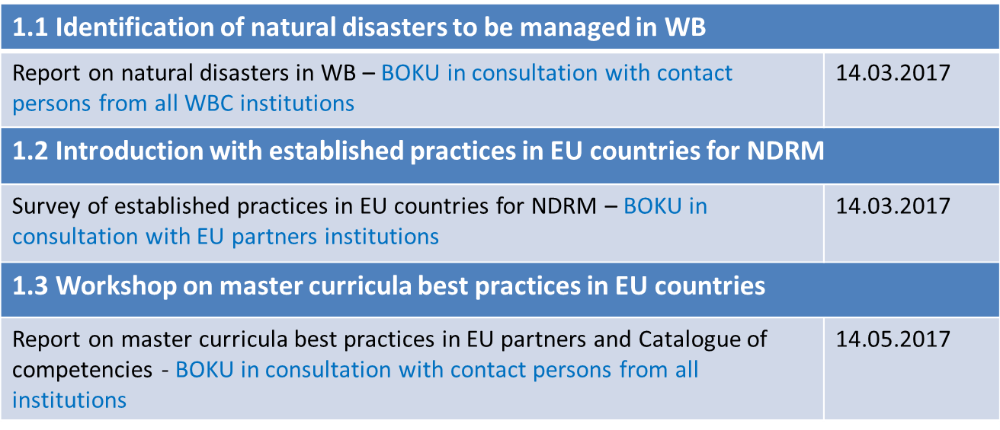 1.1 Identification of natural disasters to be managed in WB
Report on natural disasters in WB – BOKU in consultation with contact 14.03.2017
persons from all WBC institutions
1.2 Introduction with established practices in EU countries for NDRM
Survey of established practices in EU countries for NDRM – BOKU in 14.03.2017
consultation with EU partners institutions
1.3 Workshop on master curricula best practices in EU countries
Report on master curricula best practices in EU partners and Catalogue of 14.05.2017
competencies - BOKU in consultation with contact persons from all
institutions